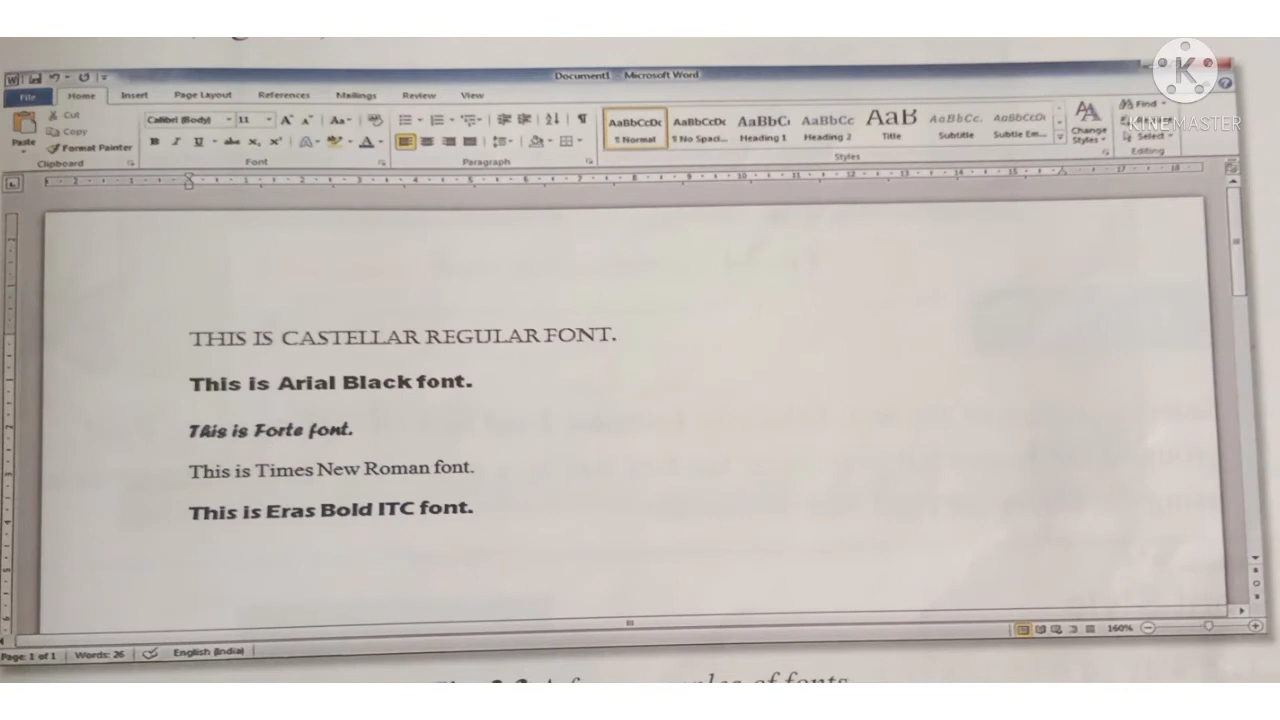 Document1 - Microsoft Word
File Home Insert Page Layout References Mailings Review View
Cut
Copy
Paste
Format Painter
Clipboard
Calibri (Body) 11
Font
Paragraph
AaBbCcDc AaBbCcDc AaBbCc AaBbCc AaB AaBbCc. AaBbCcDc
Normal No Spaci... Heading 1 Heading 2 Title Subtitle Subtle Em...
Change Styles
Styles
Find
Select
Editing
KINEMASTER
THIS IS CASTELLAR REGULAR FONT.
This is Arial Black font.
This is Forte font.
This is Times New Roman font.
This is Eras Bold ITC font.
Page: 1 of 1 Words: 26 English (India) 160%
of fonts